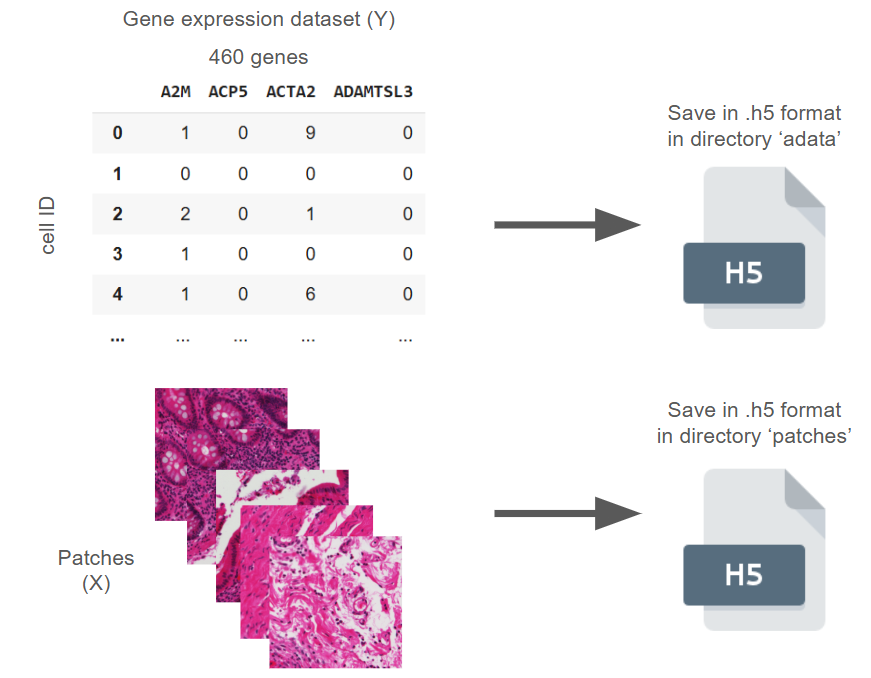 Gene expression dataset (Y)
460 genes
A2M ACP5 ACTA2 ADAMTSL3
0 1 0 9 0
1 0 0 0 0
2 2 0 1 0
3 1 0 0 0
4 1 0 6 0
... ... ... ... ...
cell ID
Save in .h5 format
in directory ‘adata’
H5
Patches
(X)
Save in .h5 format
in directory ‘patches’
H5